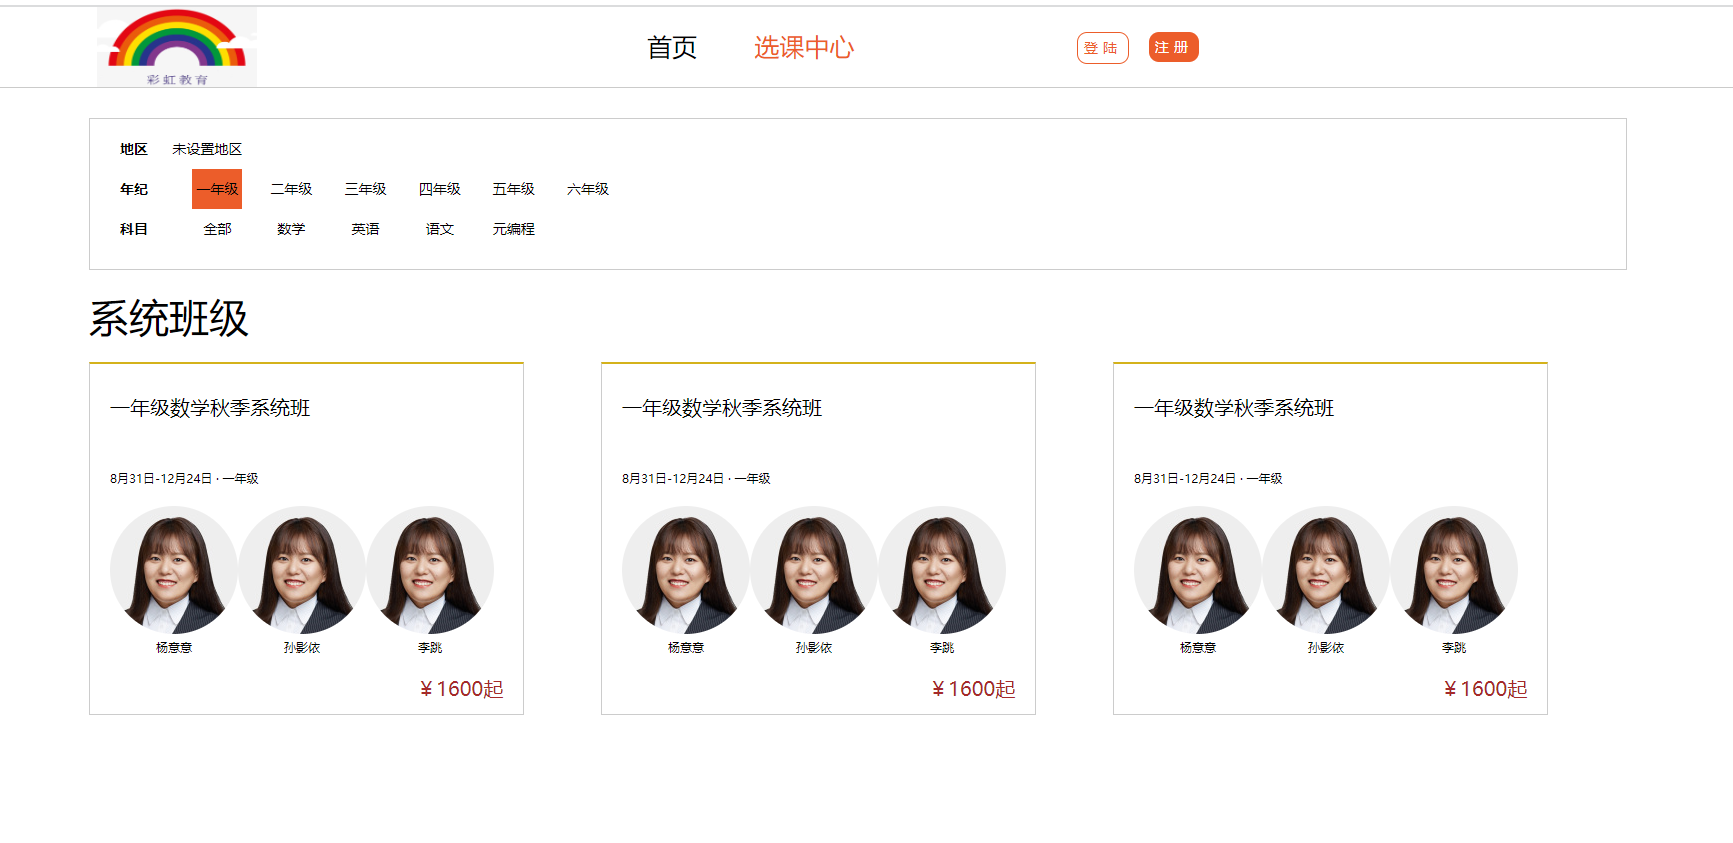 彩虹教育
首页 选课中心 登陆 注册
地区 未设置地区
年纪 一年级 二年级 三年级 四年级 五年级 六年级
科目 全部 数学 英语 语文 元编程
系统班级
一年级数学秋季系统班
8月31日-12月24日 · 一年级
杨意意 孙影依 李跳
¥ 1600起
一年级数学秋季系统班
8月31日-12月24日 · 一年级
杨意意 孙影依 李跳
¥ 1600起
一年级数学秋季系统班
8月31日-12月24日 · 一年级
杨意意 孙影依 李跳
¥ 1600起